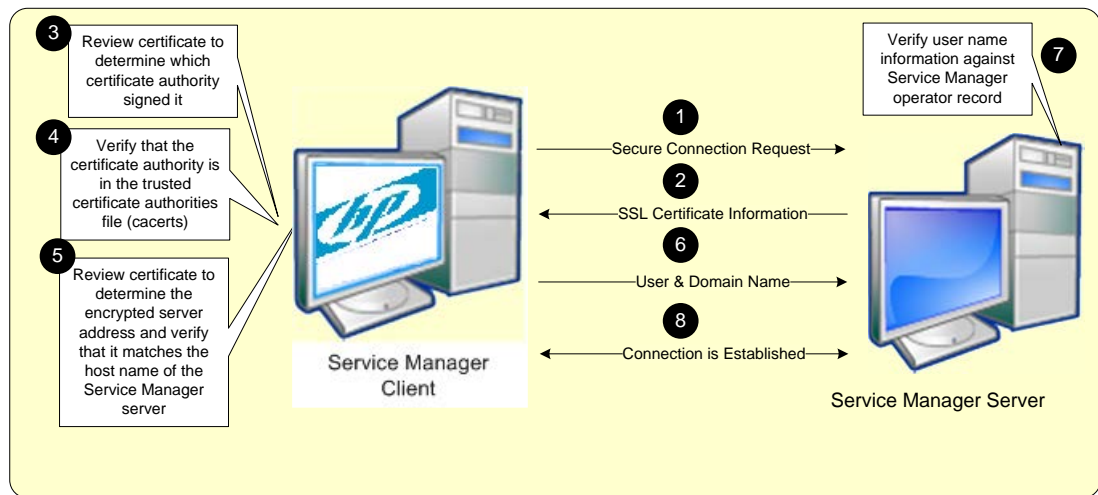 3
Review certificate to
determine which
certificate authority
signed it
4
Verify that the
certificate authority is
in the trusted
certificate authorities
file (cacerts)
5
Review certificate to
determine the
encrypted server
address and verify
that it matches the
host name of the
Service Manager
server
hp
Service Manager
Client
1
Secure Connection Request
2
SSL Certificate Information
6
User & Domain Name
8
Connection is Established
Verify user name
information against
Service Manager
operator record
7
Service Manager Server